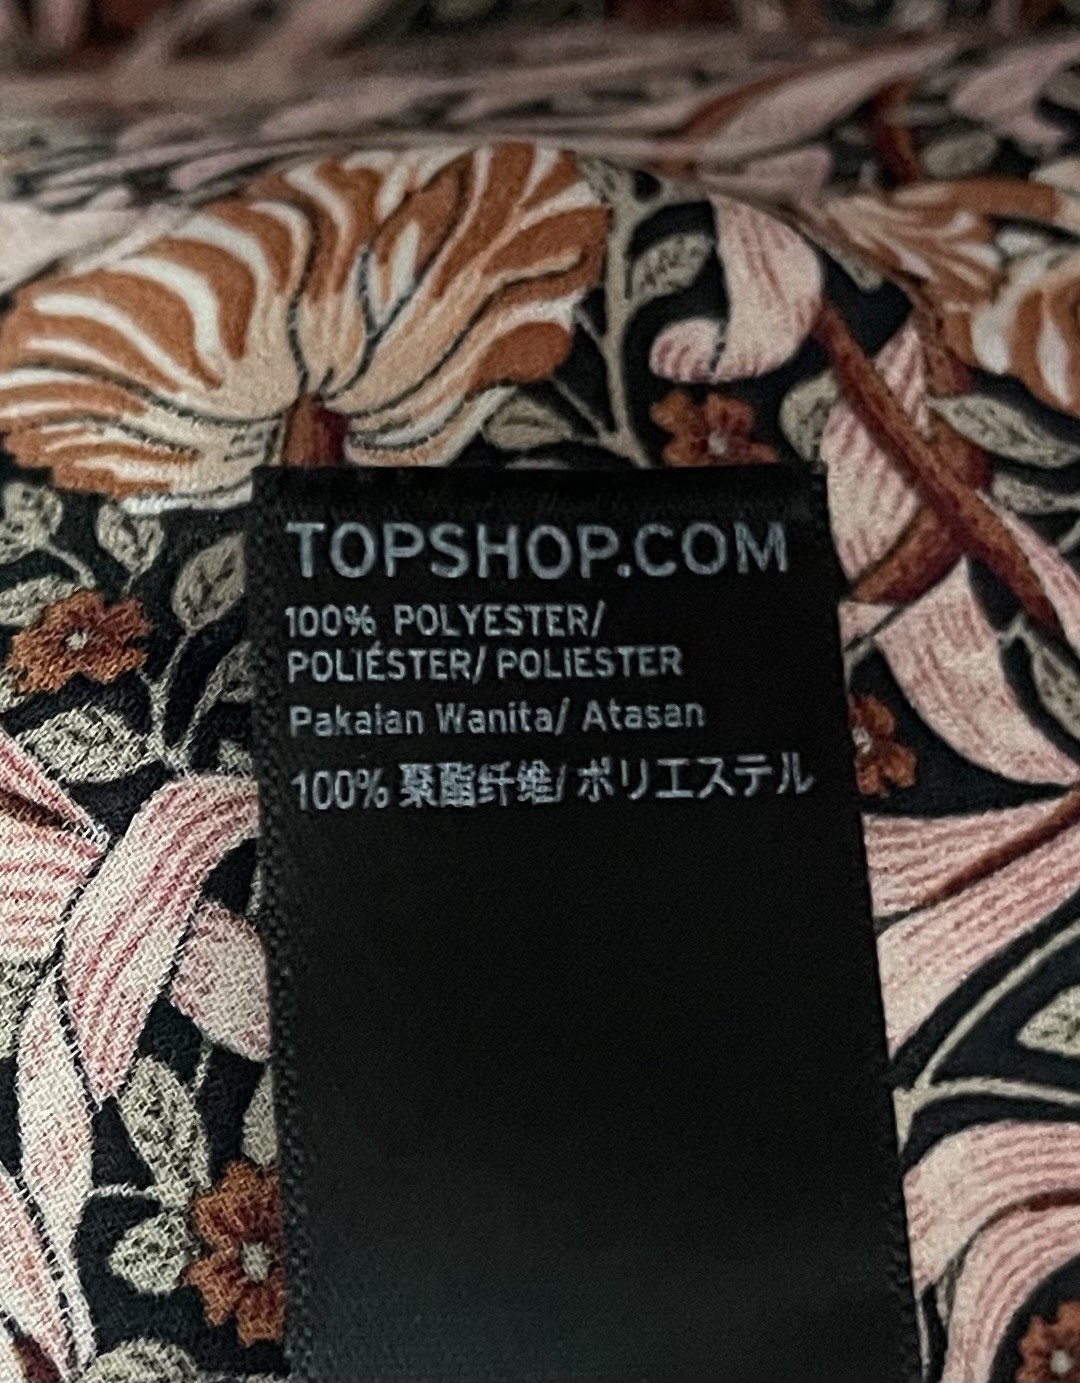 TOPSHOP.COM
100% POLYESTER/
POLIÉSTER/ POLIESTER
Pakaian Wanita/ Atasan
100% 聚酯纤维/ ポリエステル